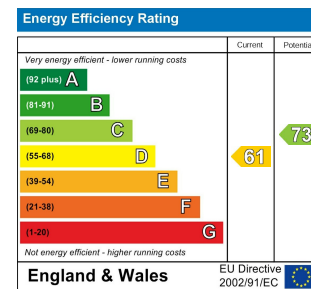 Energy Efficiency Rating
Current Potentia
Very energy efficient - lower running costs
(92 plus) A
(81-91) B
(69-80) C
73
(55-68) D
61
(39-54) E
(21-38) F
(1-20) G
Not energy efficient - higher running costs
England & Wales
EU Directive
2002/91/EC